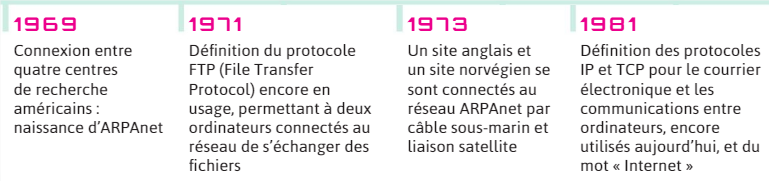 1969
Connexion entre
quatre centres
de recherche
américains :
naissance d’ARPAnet
1971
Définition du protocole
FTP (File Transfer
Protocol) encore en
usage, permettant à deux
ordinateurs connectés au
réseau de s’échanger des
fichiers
1973
Un site anglais et
un site norvégien se
sont connectés au
réseau ARPAnet par
câble sous-marin et
liaison satellite
1981
Définition des protocoles
IP et TCP pour le courrier
électronique et les
communications entre
ordinateurs, encore
utilisés aujourd’hui, et du
mot « Internet »